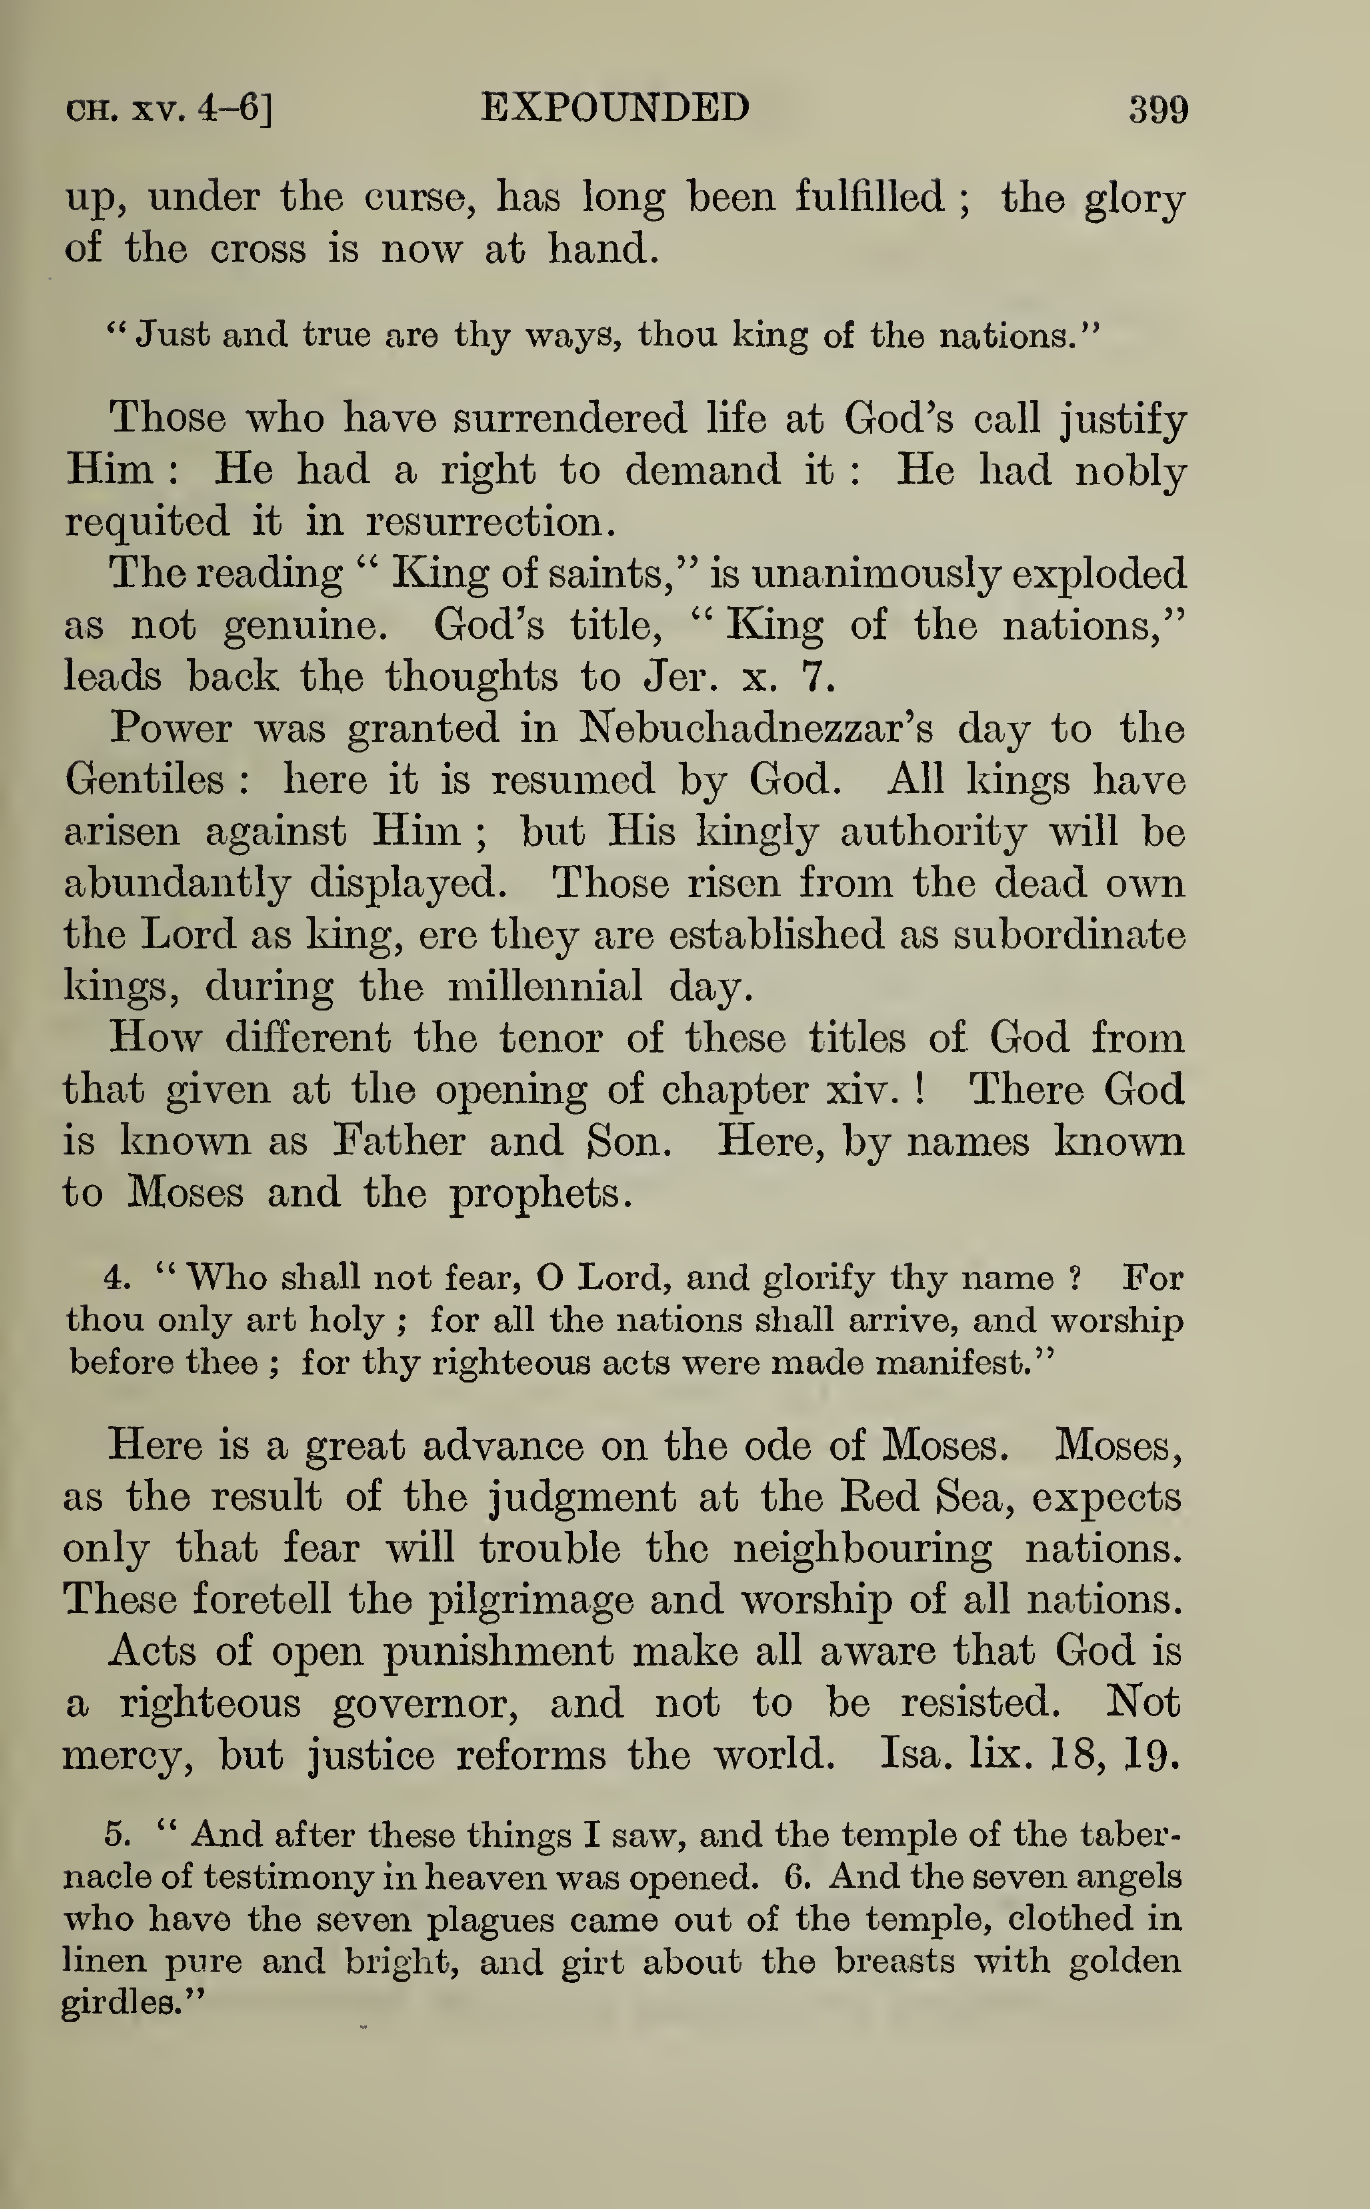 CH. XV. 4–6] EXPOUNDED 399
up, under the curse, has long been fulfilled ; the glory
of the cross is now at hand.
“ Just and true are thy ways, thou king of the nations.”
Those who have surrendered life at God’s call justify
Him : He had a right to demand it : He had nobly
requited it in resurrection.
The reading “ King of saints,” is unanimously exploded
as not genuine. God’s title, “ King of the nations,”
leads back the thoughts to Jer. x. 7.
Power was granted in Nebuchadnezzar’s day to the
Gentiles : here it is resumed by God. All kings have
arisen against Him ; but His kingly authority will be
abundantly displayed. Those risen from the dead own
the Lord as king, ere they are established as subordinate
kings, during the millennial day.
How different the tenor of these titles of God from
that given at the opening of chapter xiv. ! There God
is known as Father and Son. Here, by names known
to Moses and the prophets.
4. “ Who shall not fear, O Lord, and glorify thy name ? For
thou only art holy ; for all the nations shall arrive, and worship
before thee ; for thy righteous acts were made manifest.”
Here is a great advance on the ode of Moses. Moses,
as the result of the judgment at the Red Sea, expects
only that fear will trouble the neighbouring nations.
These foretell the pilgrimage and worship of all nations.
Acts of open punishment make all aware that God is
a righteous governor, and not to be resisted. Not
mercy, but justice reforms the world. Isa. lix. 18, 19.
5. “ And after these things I saw, and the temple of the taber-
nacle of testimony in heaven was opened. 6. And the seven angels
who have the seven plagues came out of the temple, clothed in
linen pure and bright, and girt about the breasts with golden
girdles.”